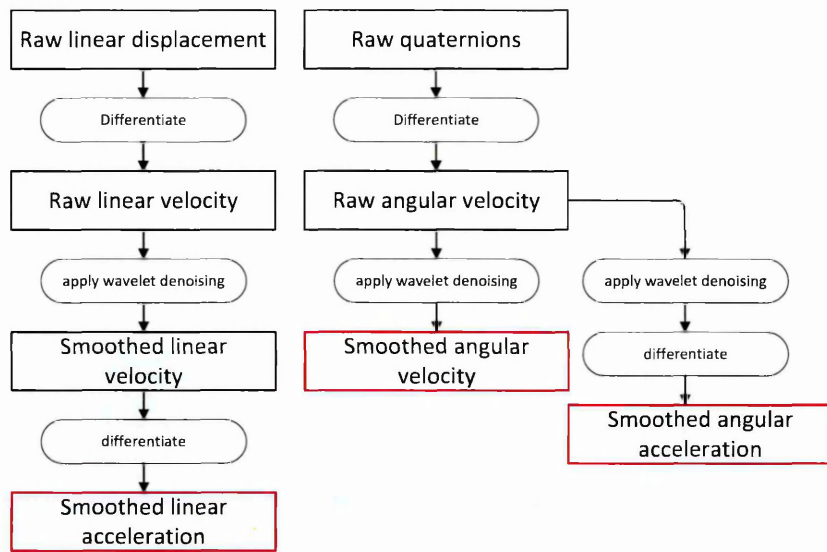 Raw linear displacement
Raw quaternions
Differentiate
Differentiate
Raw linear velocity
Raw angular velocity
apply wavelet denoising
apply wavelet denoising
apply wavelet denoising
Smoothed linear
velocity
Smoothed angular
velocity
differentiate
differentiate
Smoothed angular
acceleration
Smoothed linear
acceleration